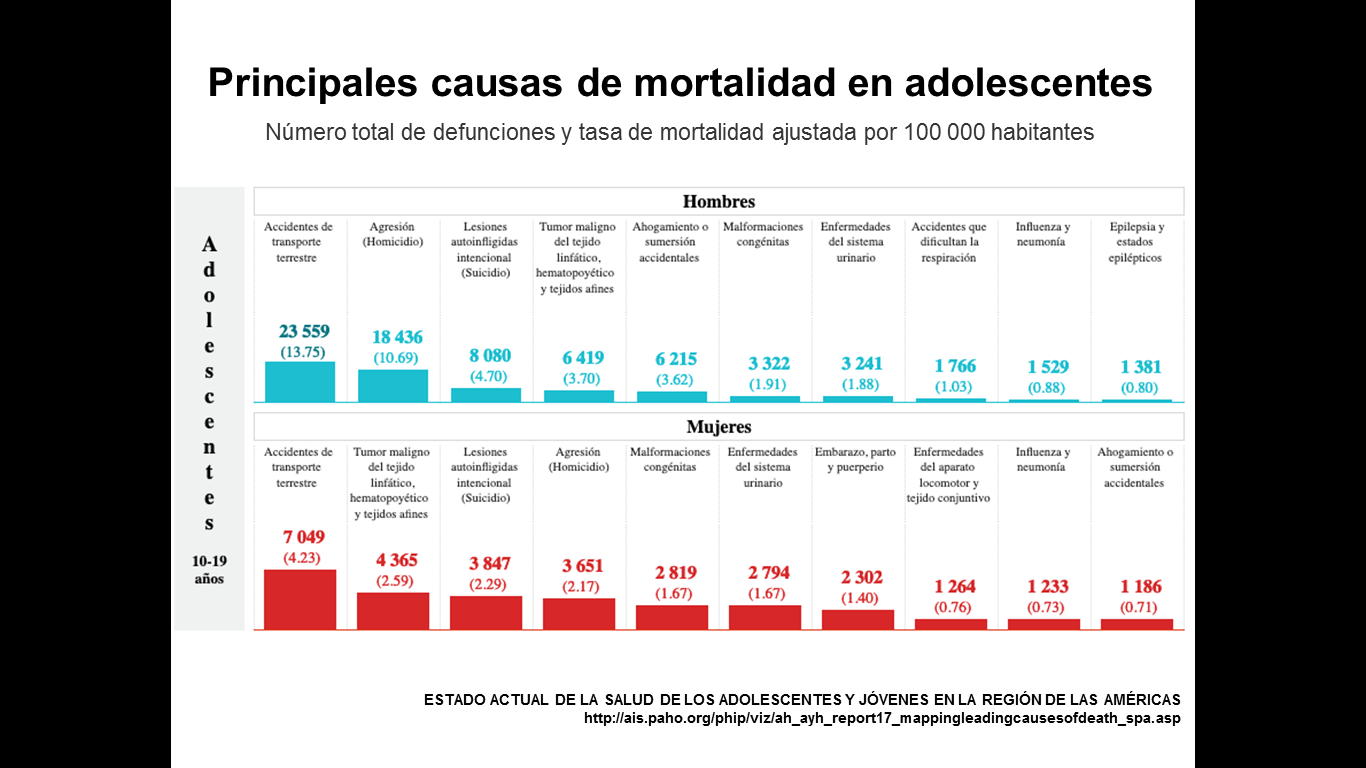 Principales causas de mortalidad en adolescentes
Número total de defunciones y tasa de mortalidad ajustada por 100 000 habitantes
Adolescentes
10-19
años
Hombres
Accidentes de
transporte
terrestre
23 559
(13.75)
Agresión
(Homicidio)
18 436
(10.69)
Lesiones
autoinfligidas
intencional
(Suicidio)
8 080
(4.70)
Tumor maligno
del tejido
linfático,
hematopoyético
y tejidos afines
6 419
(3.70)
Ahogamiento o
sumersión
accidentales
6 215
(3.62)
Malformaciones
congénitas
3 322
(1.91)
Enfermedades
del sistema
urinario
3 241
(1.88)
Accidentes que
dificultan la
respiración
1 766
(1.03)
Influenza y
neumonía
1 529
(0.88)
Epilepsia y
estados
epilépticos
1 381
(0.80)
Mujeres
Accidentes de
transporte
terrestre
7 049
(4.23)
Tumor maligno
del tejido
linfático,
hematopoyético
y tejidos afines
4 365
(2.59)
Lesiones
autoinfligidas
intencional
(Suicidio)
3 847
(2.29)
Agresión
(Homicidio)
3 651
(2.17)
Malformaciones
congénitas
2 819
(1.67)
Enfermedades
del sistema
urinario
2 794
(1.67)
Embarazo, parto
y puerperio
2 302
(1.40)
Enfermedades
del aparato
locomotor y
tejido conjuntivo
1 264
(0.76)
Influenza y
neumonía
1 233
(0.73)
Ahogamiento o
sumersión
accidentales
1 186
(0.71)
ESTADO ACTUAL DE LA SALUD DE LOS ADOLESCENTES Y JÓVENES EN LA REGIÓN DE LAS AMÉRICAS
http://ais.paho.org/phip/viz/ah_ayh_report17_mappingleadingcausesofdeath_spa.asp